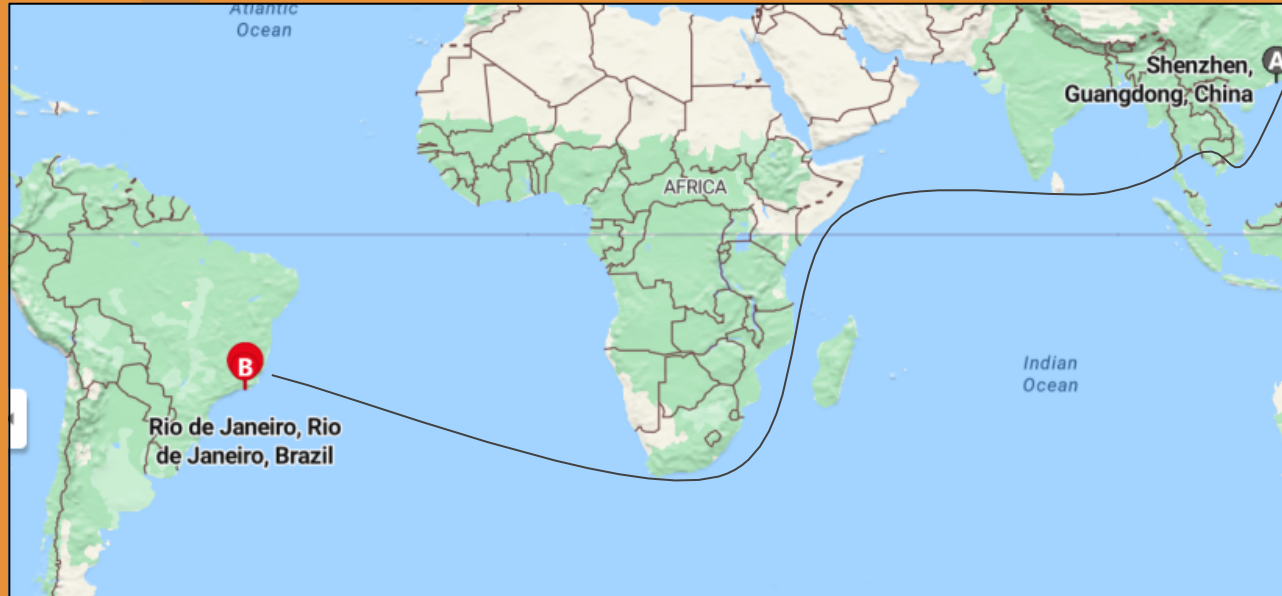 Atlantic
Ocean
Shenzhen,
Guangdong, China
A
AFRICA
Indian
Ocean
B
Rio de Janeiro, Rio
de Janeiro, Brazil